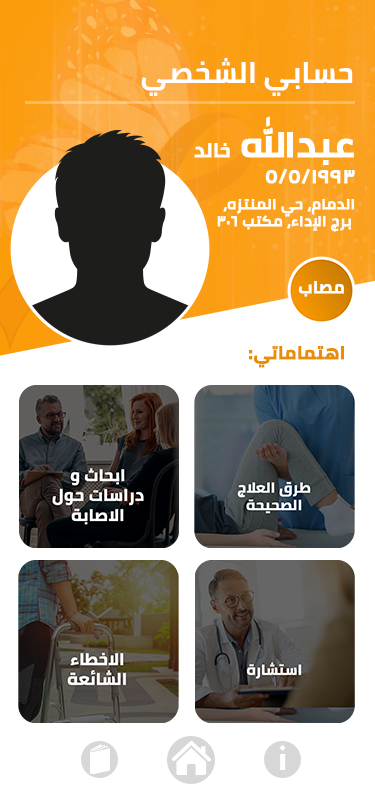 حسابي الشخصي
عبدالله خالد
٥/٥/١٩٩٣
الدمام, حي المنتزه,
برج الإداء, مكتب ٣٠٦
مصاب
اهتماماتي:
طرق العلاج
الصحيحة
ابحاث و
دراسات حول
الاصابة
استشارة
الاخطاء
الشائعة